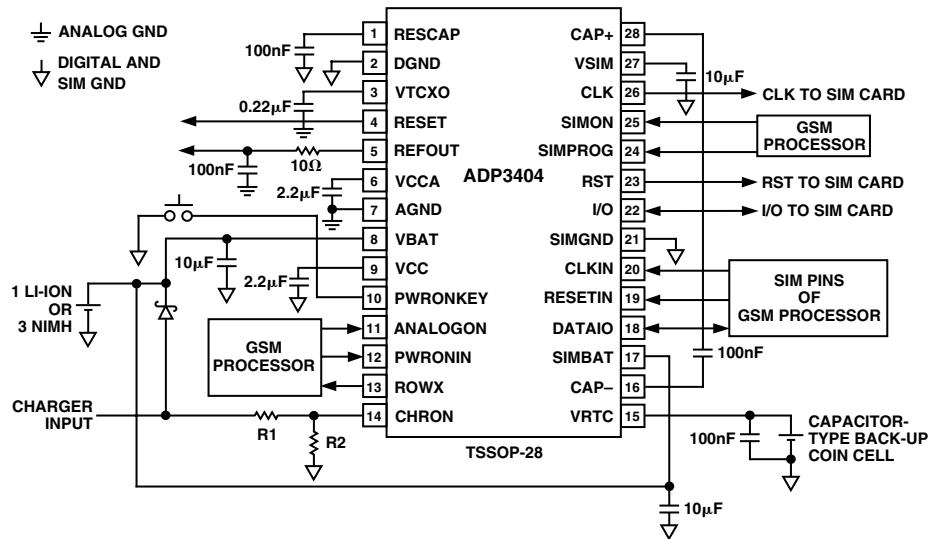 ANALOG GND
DIGITAL AND
SIM GND
100nF
0.22μF
100nF
10Ω
2.2μF
10μF
2.2μF
1 LI-ION
OR
3 NIMH
GSM
PROCESSOR
CHARGER
INPUT
R1
R2
1 RESCAP
2 DGND
3 VTCXO
4 RESET
5 REFOUT
6 VCCA
7 AGND
8 VBAT
9 VCC
10 PWRONKEY
11 ANALOGON
12 PWRONIN
13 ROWX
14 CHRON
ADP3404
CAP+ 28
VSIM 27
CLK 26
SIMON 25
SIMPROG 24
RST 23
I/O 22
SIMGND 21
CLKIN 20
RESETIN 19
DATAIO 18
SIMBAT 17
CAP– 16
VRTC 15
TSSOP-28
10μF
CLK TO SIM CARD
GSM
PROCESSOR
RST TO SIM CARD
I/O TO SIM CARD
SIM PINS
OF
GSM PROCESSOR
100nF
100nF
CAPACITOR-
TYPE BACK-UP
COIN CELL
10μF